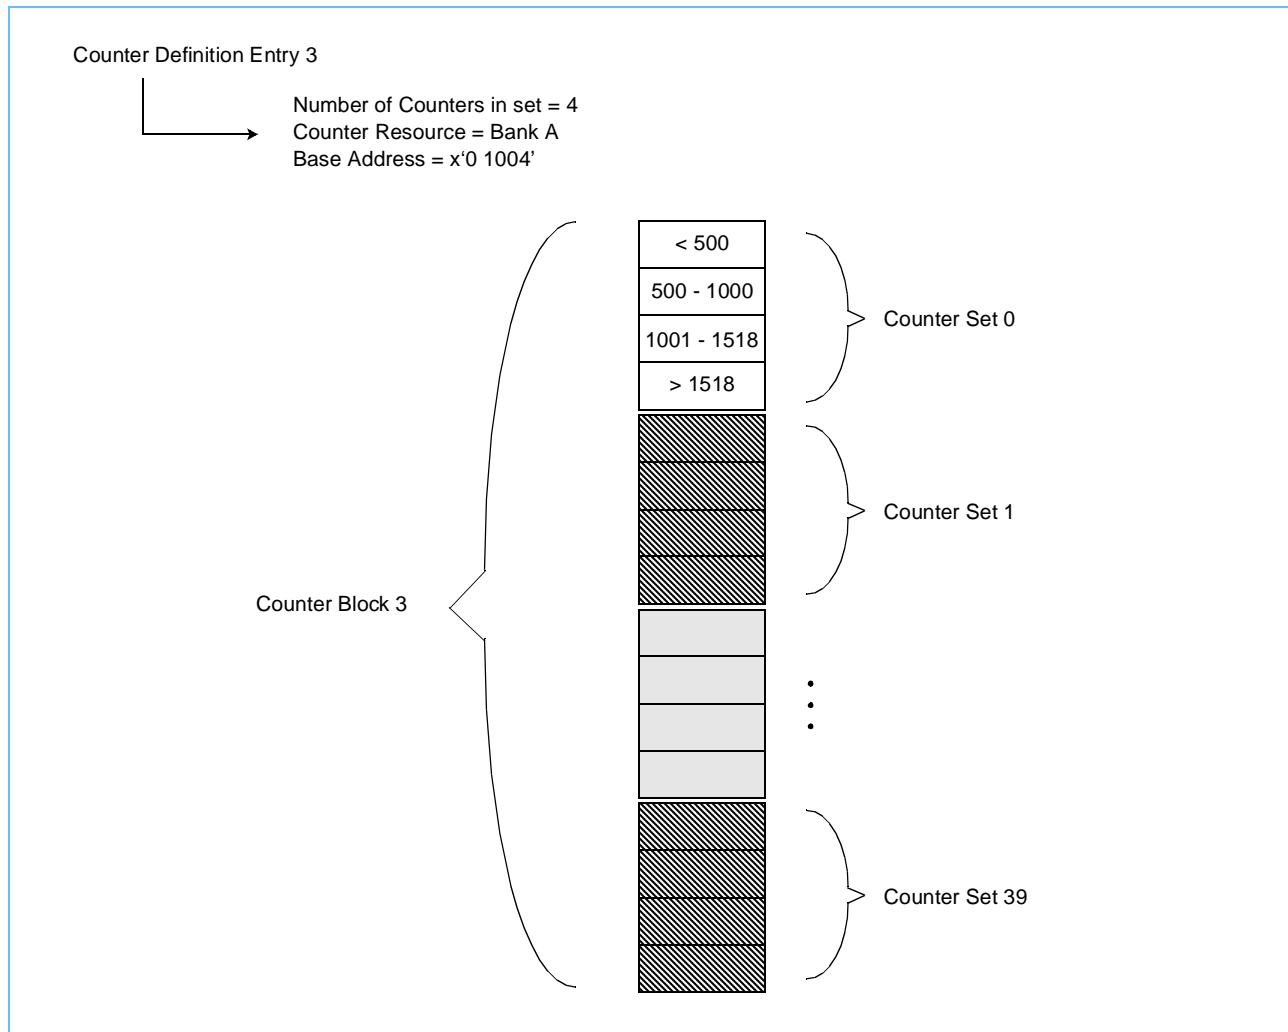 Counter Definition Entry 3
Number of Counters in set = 4
Counter Resource = Bank A
Base Address = x‘0 1004’
< 500
500 - 1000
1001 - 1518
> 1518
Counter Set 0
Counter Set 1
Counter Block 3
Counter Set 39